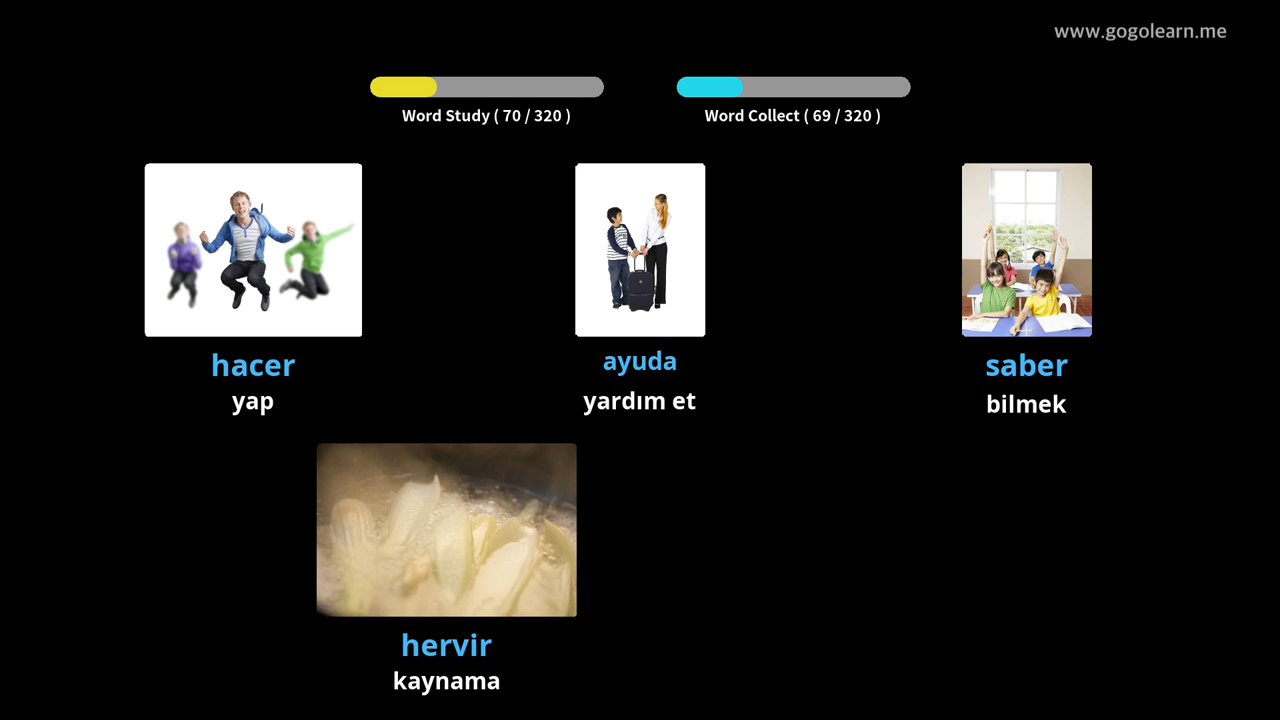 www.gogolearn.me
Word Study ( 70 / 320 )
Word Collect ( 69 / 320 )
hacer
yap
ayuda
yardım et
saber
bilmek
hervir
kaynama